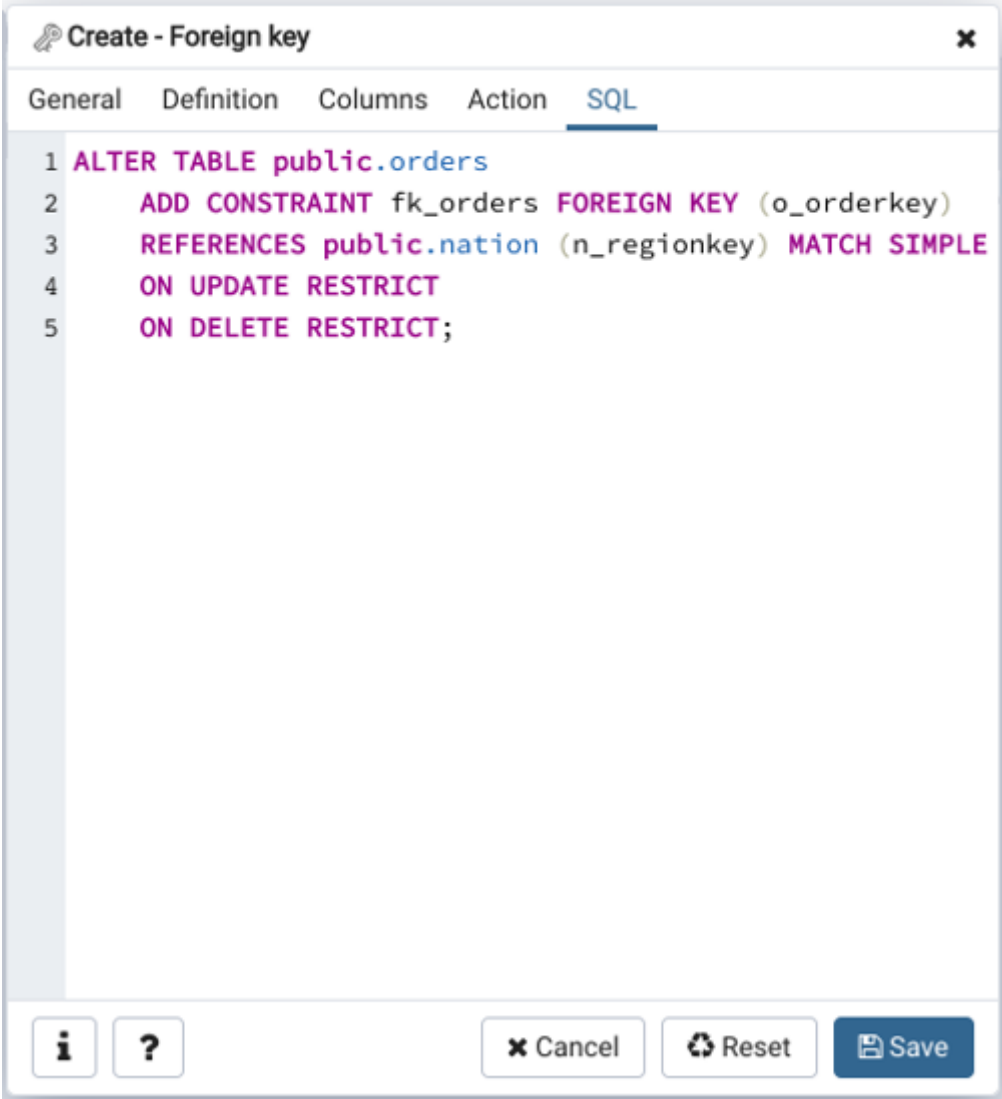 Create - Foreign key
General Definition Columns Action SQL
1 ALTER TABLE public.orders
2 ADD CONSTRAINT fk_orders FOREIGN KEY (o_orderkey)
3 REFERENCES public.nation (n_regionkey) MATCH SIMPLE
4 ON UPDATE RESTRICT
5 ON DELETE RESTRICT;
i ? Cancel Reset Save